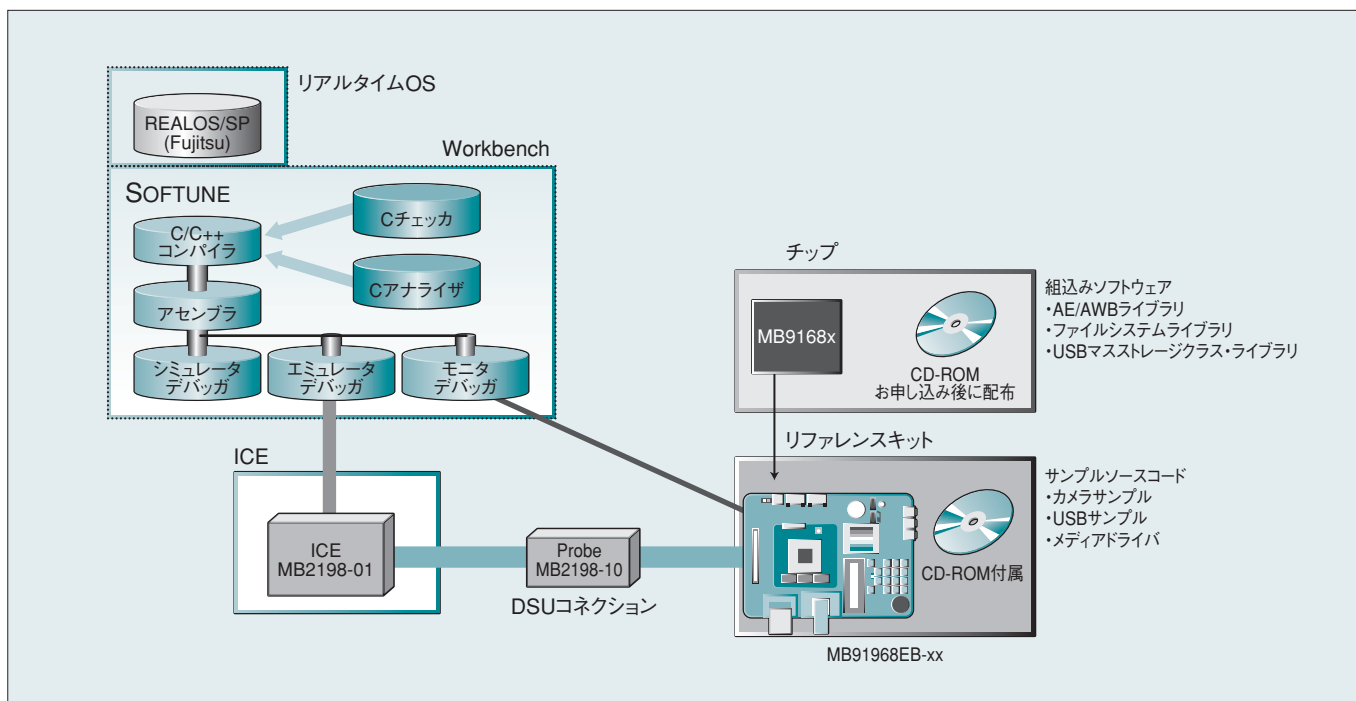 リアルタイムOS
REALOS/SP
(Fujitsu)
Workbench
SOFTUNE
C/C++
コンパイラ
Cチェッカ
Cアナライザ
アセンブラ
シミュレータ
デバッガ
エミュレータ
デバッガ
モニタ
デバッガ
ICE
ICE
MB2198-01
Probe
MB2198-10
DSUコネクション
チップ
MB9168x
CD-ROM
お申し込み後に配布
組込みソフトウェア
・AE/AWBライブラリ
・ファイルシステムライブラリ
・USBマスストレージクラス・ライブラリ
リファレンスキット
CD-ROM付属
MB91968EB-xx
サンプルソースコード
・カメラサンプル
・USBサンプル
・メディアドライバ